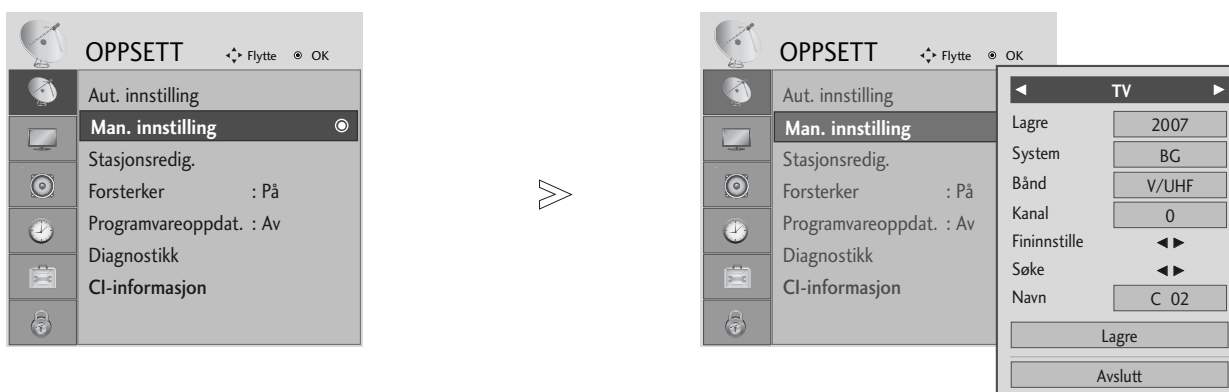 OPPSETT Flytte OK
Aut. innstilling
Man. innstilling
Stasjonsredig.
Forsterker : På
Programvareoppdat. : Av
Diagnostikk
CI-informasjon
OPPSETT Flytte OK
Aut. innstilling
Man. innstilling
Stasjonsredig.
Forsterker : På
Programvareoppdat. : Av
Diagnostikk
CI-informasjon
TV
Lagre 2007
System BG
Bånd V/UHF
Kanal 0
Fininnstille
Søke
Navn C 02
Lagre
Avslutt